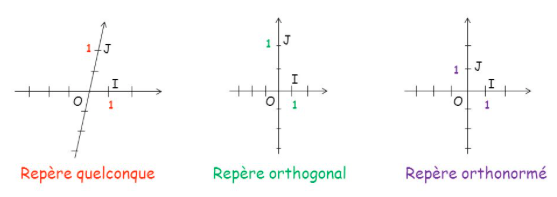 1 J
I
O
1
Repère quelconque
1 J
I
O
1
Repère orthogonal
1 J
I
O
1
Repère orthonormé